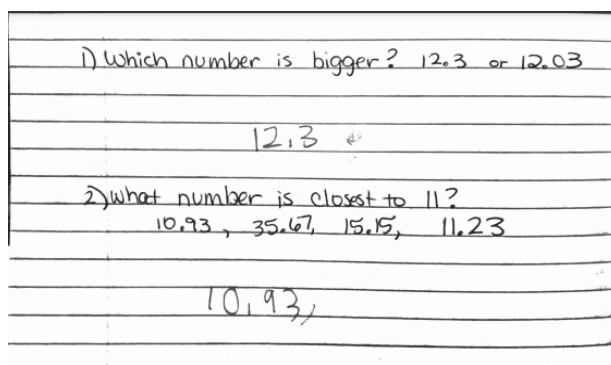 1) Which number is bigger? 12.3 or 12.03
12.3
2) What number is closest to 11?
10.93, 35.67, 15.15, 11.23
10.93,